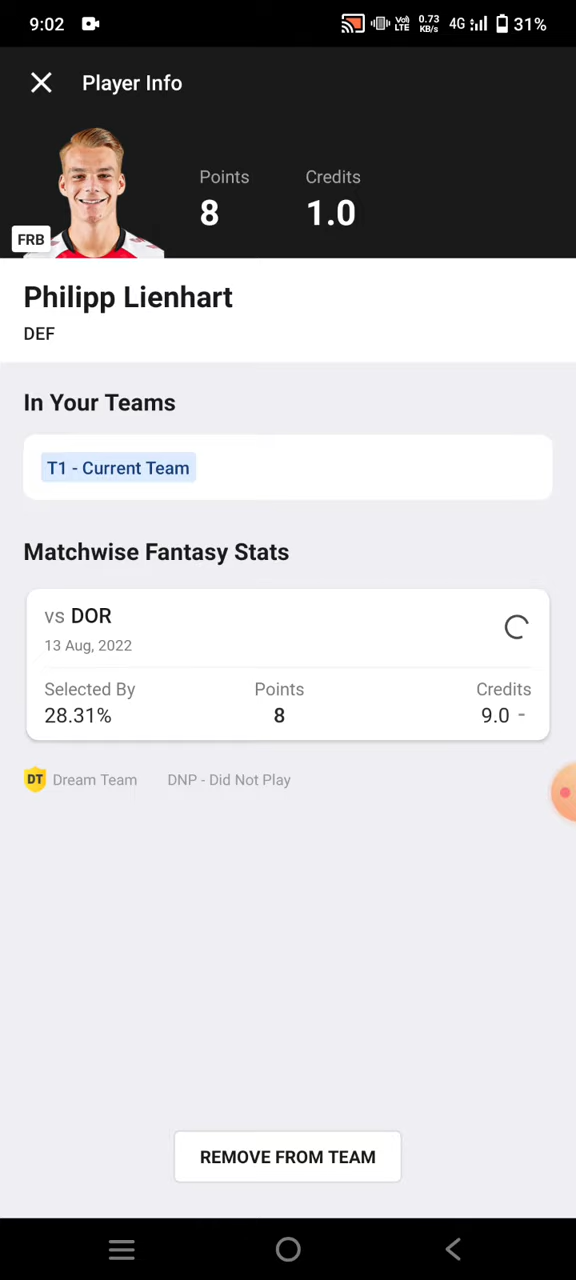 9:02 Vo) LTE 0.73 KB/s 4G 31%
Player Info
Points Credits
8 1.0
FRB
Philipp Lienhart
DEF
In Your Teams
T1 - Current Team
Matchwise Fantasy Stats
vs DOR
13 Aug, 2022
Selected By Points Credits
28.31% 8 9.0 -
DT Dream Team DNP - Did Not Play
REMOVE FROM TEAM